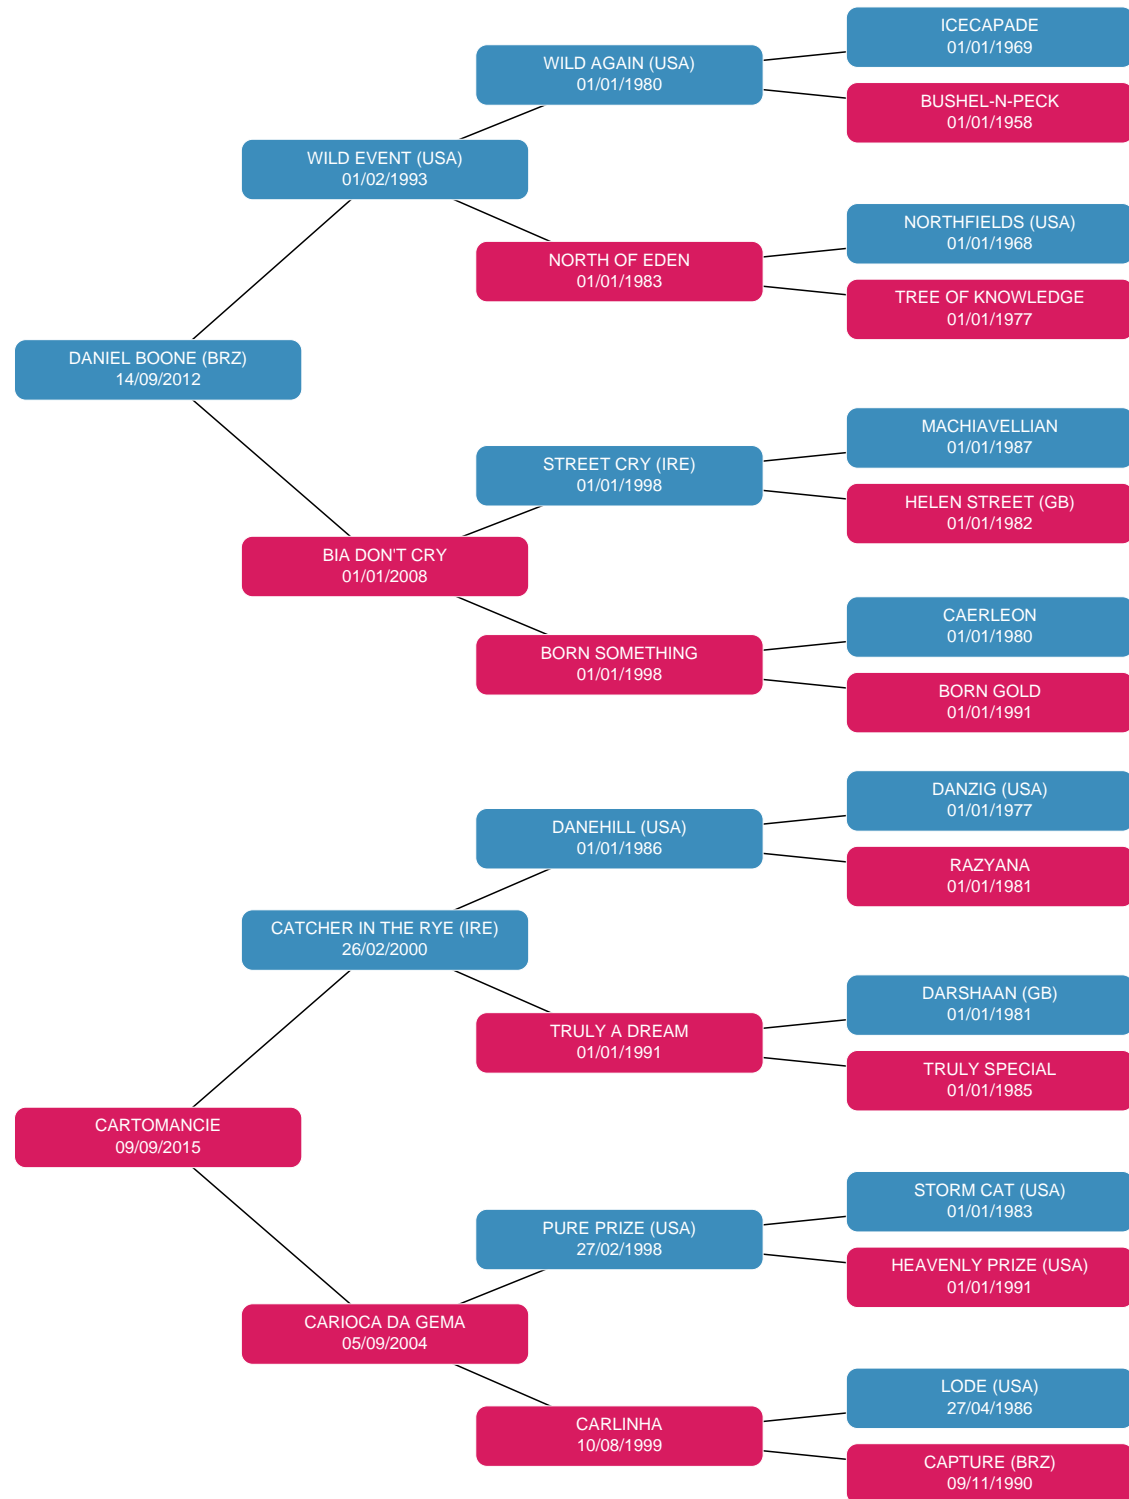 ICECAPADE
01/01/1969
WILD AGAIN (USA)
01/01/1980
BUSHEL-N-PECK
01/01/1958
WILD EVENT (USA)
01/02/1993
NORTHFIELDS (USA)
01/01/1968
NORTH OF EDEN
01/01/1983
TREE OF KNOWLEDGE
01/01/1977
DANIEL BOONE (BRZ)
14/09/2012
MACHIAVELLIAN
01/01/1987
STREET CRY (IRE)
01/01/1998
HELEN STREET (GB)
01/01/1982
BIA DON'T CRY
01/01/2008
CAERLEON
01/01/1980
BORN SOMETHING
01/01/1998
BORN GOLD
01/01/1991
DANZIG (USA)
01/01/1977
DANEHILL (USA)
01/01/1986
RAZYANA
01/01/1981
CATCHER IN THE RYE (IRE)
26/02/2000
DARSHAAN (GB)
01/01/1981
TRULY A DREAM
01/01/1991
TRULY SPECIAL
01/01/1985
CARTOMANCIE
09/09/2015
STORM CAT (USA)
01/01/1983
PURE PRIZE (USA)
27/02/1998
HEAVENLY PRIZE (USA)
01/01/1991
CARIOCA DA GEMA
05/09/2004
LODE (USA)
27/04/1986
CARLINHA
10/08/1999
CAPTURE (BRZ)
09/11/1990